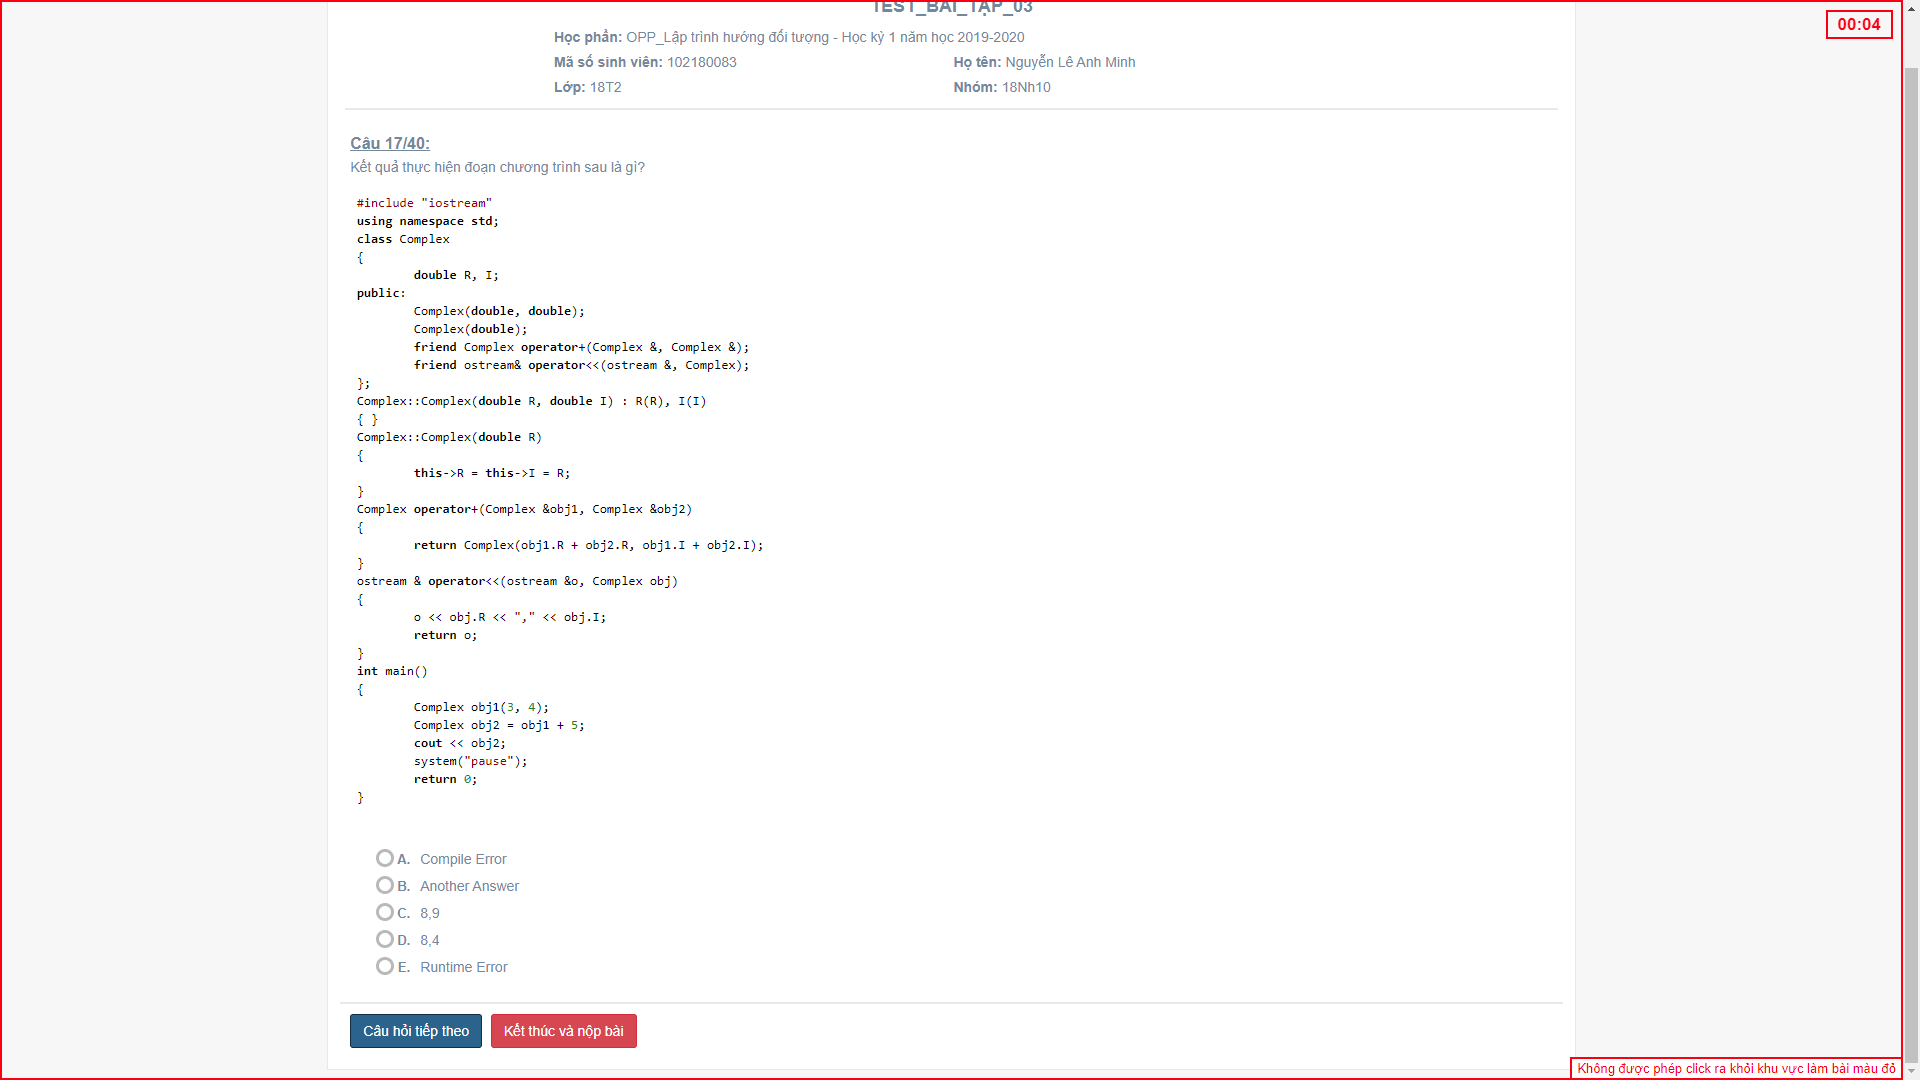 TEST_BÀI_TẬP_03
00:04
Học phần: OPP_Lập trình hướng đối tượng - Học kỳ 1 năm học 2019-2020
Mã số sinh viên: 102180083 Họ tên: Nguyễn Lê Anh Minh
Lớp: 18T2 Nhóm: 18Nh10
Câu 17/40:
Kết quả thực hiện đoạn chương trình sau là gì?
#include "iostream"
using namespace std;
class Complex
{
double R, I;
public:
Complex(double, double);
Complex(double);
friend Complex operator+(Complex &, Complex &);
friend ostream& operator<<(ostream &, Complex);
};
Complex::Complex(double R, double I) : R(R), I(I)
{ }
Complex::Complex(double R)
{
this->R = this->I = R;
}
Complex operator+(Complex &obj1, Complex &obj2)
{
return Complex(obj1.R + obj2.R, obj1.I + obj2.I);
}
ostream & operator<<(ostream &o, Complex obj)
{
o << obj.R << "," << obj.I;
return o;
}
int main()
{
Complex obj1(3, 4);
Complex obj2 = obj1 + 5;
cout << obj2;
system("pause");
return 0;
}
A. Compile Error
B. Another Answer
C. 8,9
D. 8,4
E. Runtime Error
Câu hỏi tiếp theo Kết thúc và nộp bài
Không được phép click ra khỏi khu vực làm bài màu đỏ